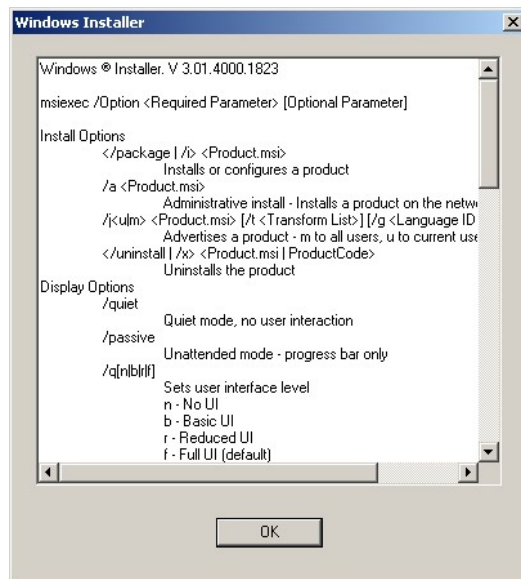 Windows Installer
Windows ® Installer. V 3.01.4000.1823
msiexec /Option <Required Parameter> [Optional Parameter]
Install Options
</package | /i> <Product.msi>
Installs or configures a product
/a <Product.msi>
Administrative install - Installs a product on the netw
/j<u|m> <Product.msi> [/t <Transform List>] [/g <Language ID
Advertises a product - m to all users, u to current use
</uninstall | /x> <Product.msi | ProductCode>
Uninstalls the product
Display Options
/quiet
Quiet mode, no user interaction
/passive
Unattended mode - progress bar only
/q[n|b|r|f]
Sets user interface level
n - No UI
b - Basic UI
r - Reduced UI
f - Full UI (default)
OK